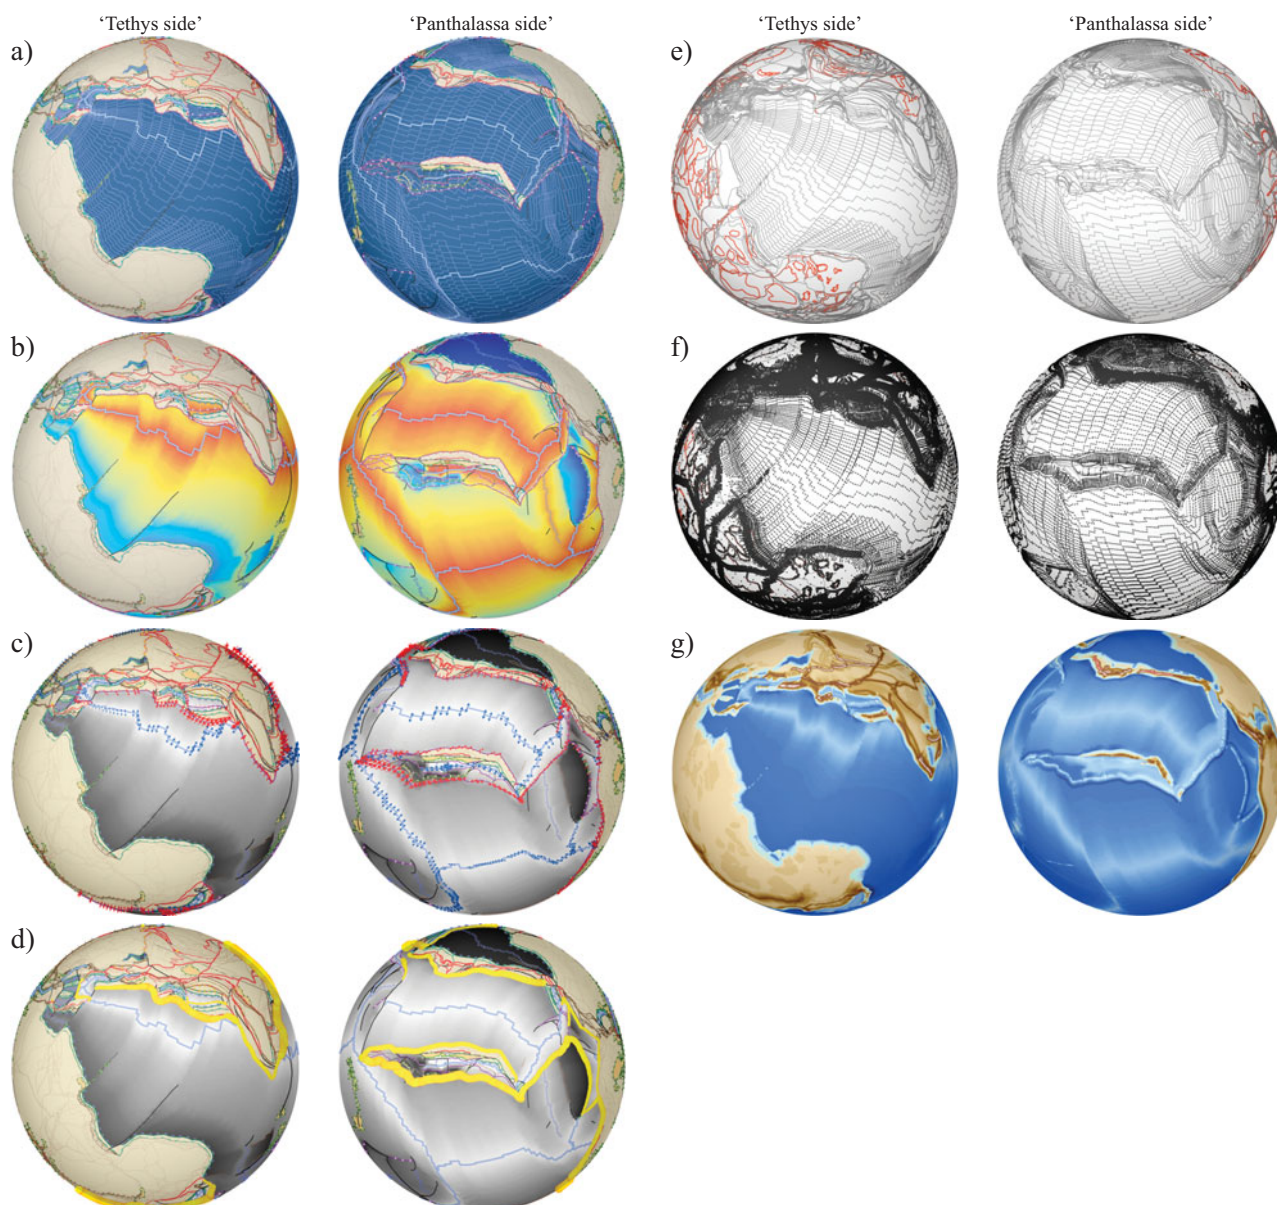 ‘Tethys side’ ‘Panthalassa side’ ‘Tethys side’ ‘Panthalassa side’
a) e)
b) f)
c) g)
d)